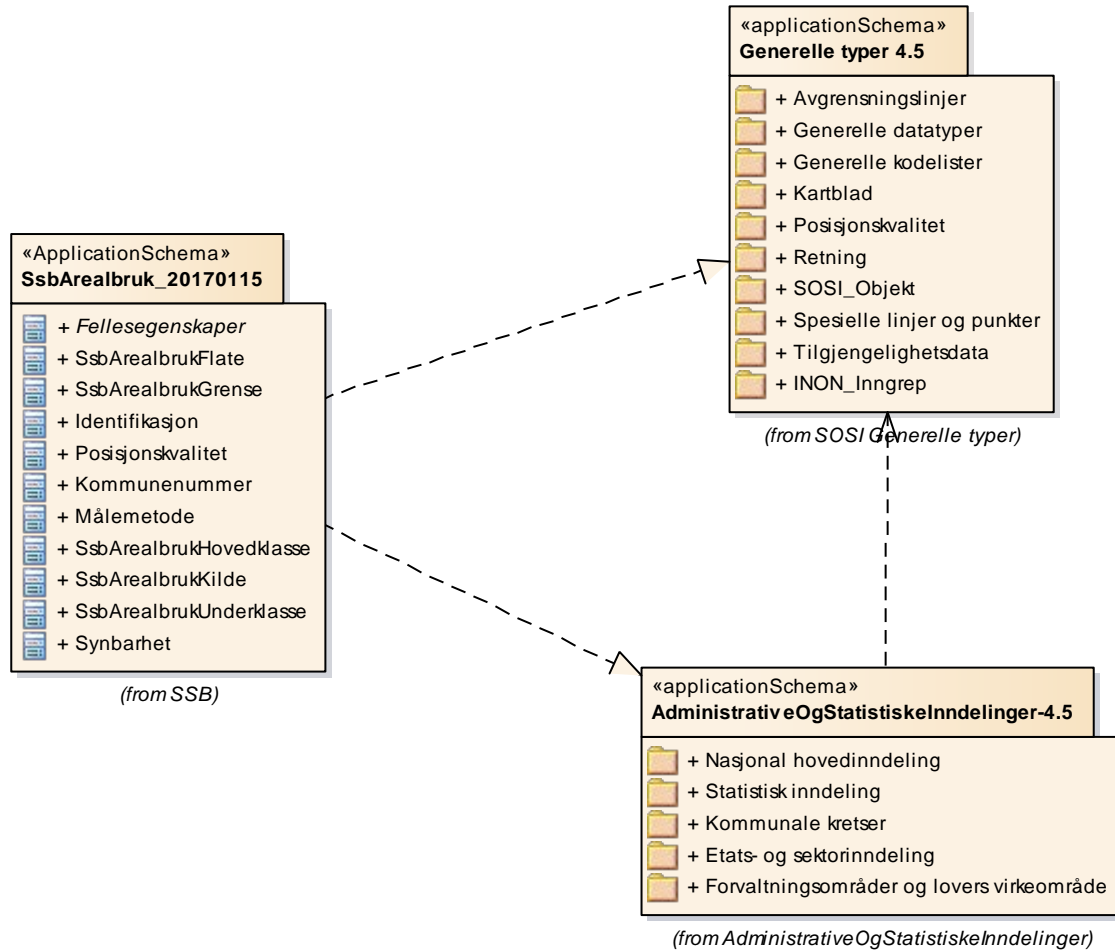 «applicationSchema»
Generelle typer 4.5
+ Avgrensningslinjer
+ Generelle datatyper
+ Generelle kodelister
+ Kartblad
+ Posisjonskvalitet
+ Retning
+ SOSI_Objekt
+ Spesielle linjer og punkter
+ Tilgjengelighetsdata
+ INON_Inngrep
(from SOSI Generelle typer)
«ApplicationSchema»
SsbArealbruk_20170115
+ Fellesegenskaper
+ SsbArealbrukFlate
+ SsbArealbrukGrense
+ Identifikasjon
+ Posisjonskvalitet
+ Kommunenummer
+ Målemetode
+ SsbArealbrukHovedklasse
+ SsbArealbrukKilde
+ SsbArealbrukUnderklasse
+ Synbarhet
(from SSB)
«applicationSchema»
AdministrativeOgStatistiskeInndelinger-4.5
+ Nasjonal hovedinndeling
+ Statistisk inndeling
+ Kommunale kretser
+ Etats- og sektorinndeling
+ Forvaltningsområder og lovers virkeområde
(from AdministrativeOgStatistiskeInndelinger)